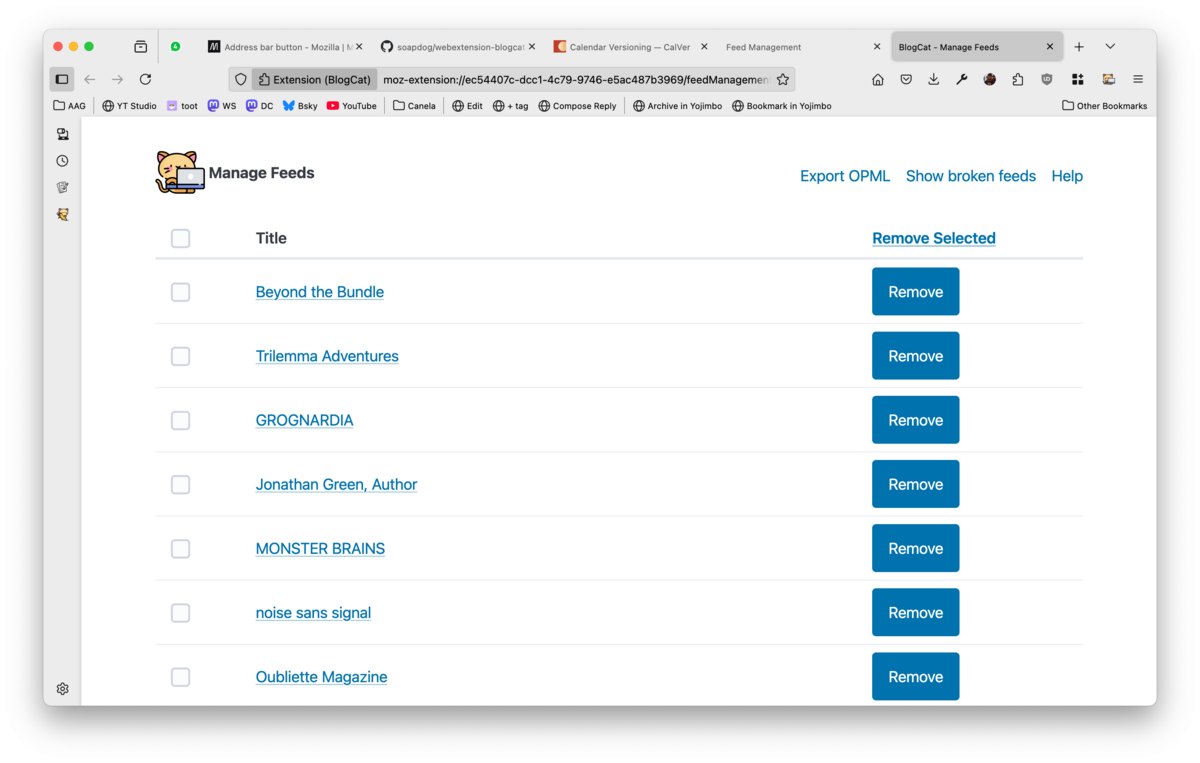 4
Address bar button - Mozilla | M
soapdog/webextension-blogcat
Calendar Versioning — CalVer
Feed Management
BlogCat - Manage Feeds
Extension (BlogCat)
moz-extension://ec54407c-dcc1-4c79-9746-e5ac487b3969/feedManagemen
AAG
YT Studio
toot
WS
DC
Bsky
YouTube
Canela
Edit
+ tag
Compose Reply
Archive in Yojimbo
Bookmark in Yojimbo
Other Bookmarks
Manage Feeds
Export OPML
Show broken feeds
Help
Title
Remove Selected
Beyond the Bundle
Remove
Trilemma Adventures
Remove
GROGNARDIA
Remove
Jonathan Green, Author
Remove
MONSTER BRAINS
Remove
noise sans signal
Remove
Oubliette Magazine
Remove